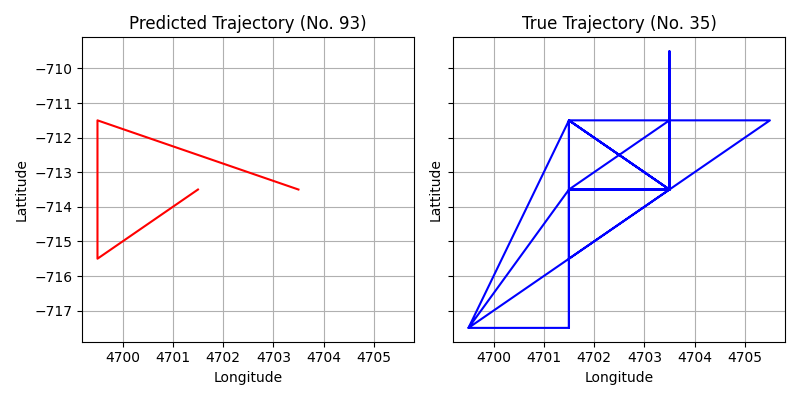 Predicted Trajectory (No. 93)
True Trajectory (No. 35)
−710
−711
−712
−713
−714
−715
−716
−717
Lattitude
Lattitude
4700 4701 4702 4703 4704 4705
4700 4701 4702 4703 4704 4705
Longitude
Longitude